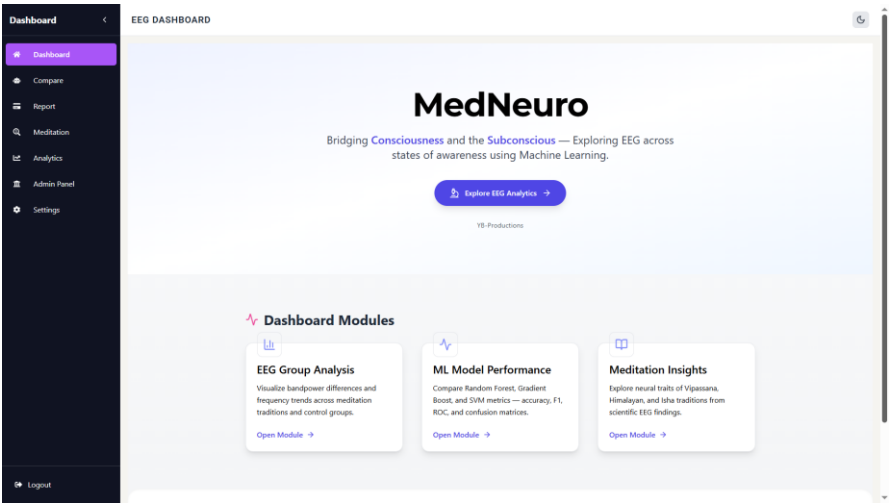 Dashboard
Dashboard
Compare
Report
Meditation
Analytics
Admin Panel
Settings
Logout
EEG DASHBOARD
MedNeuro
Bridging Consciousness and the Subconscious — Exploring EEG across
states of awareness using Machine Learning.
Explore EEG Analytics →
YB-Productions
Dashboard Modules
EEG Group Analysis
Visualize bandpower differences and
frequency trends across meditation
traditions and control groups.
Open Module →
ML Model Performance
Compare Random Forest, Gradient
Boost, and SVM metrics — accuracy, F1,
ROC, and confusion matrices.
Open Module →
Meditation Insights
Explore neural traits of Vipassana,
Himalayan, and Isha traditions from
scientific EEG findings.
Open Module →